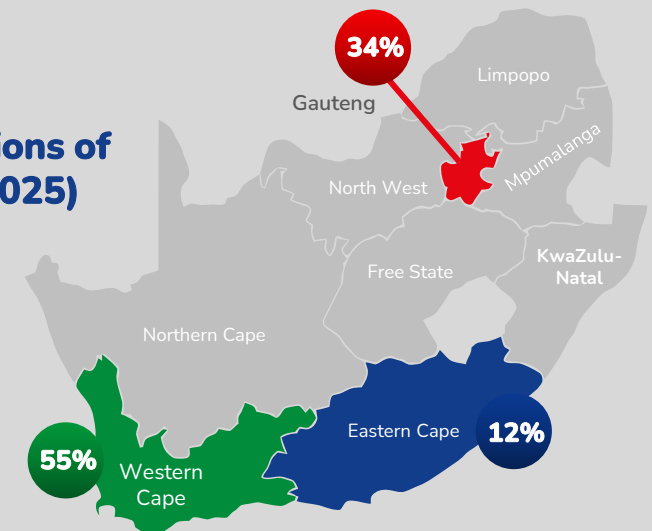 34%
Limpopo
Gauteng
ions of
025)
Mpumalanga
North West
KwaZulu-
Natal
Free State
Northern Cape
Eastern Cape
12%
55%
Western
Cape